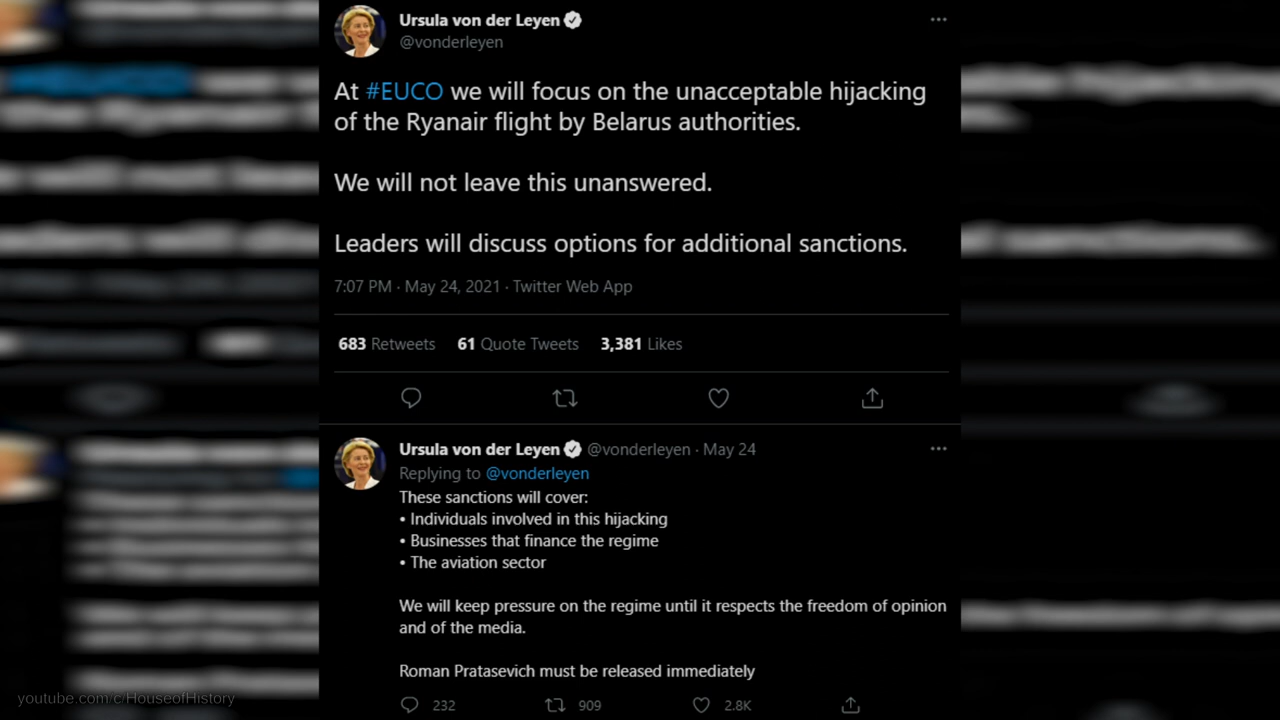 Ursula von der Leyen
@vonderleyen
At #EUCO we will focus on the unacceptable hijacking
of the Ryanair flight by Belarus authorities.
We will not leave this unanswered.
Leaders will discuss options for additional sanctions.
7:07 PM · May 24, 2021 · Twitter Web App
683 Retweets 61 Quote Tweets 3,381 Likes
Ursula von der Leyen @vonderleyen · May 24
Replying to @vonderleyen
These sanctions will cover:
• Individuals involved in this hijacking
• Businesses that finance the regime
• The aviation sector
We will keep pressure on the regime until it respects the freedom of opinion
and of the media.
Roman Pratasevich must be released immediately
232 909 2.8K
youtube.com/c/HouseofHistory